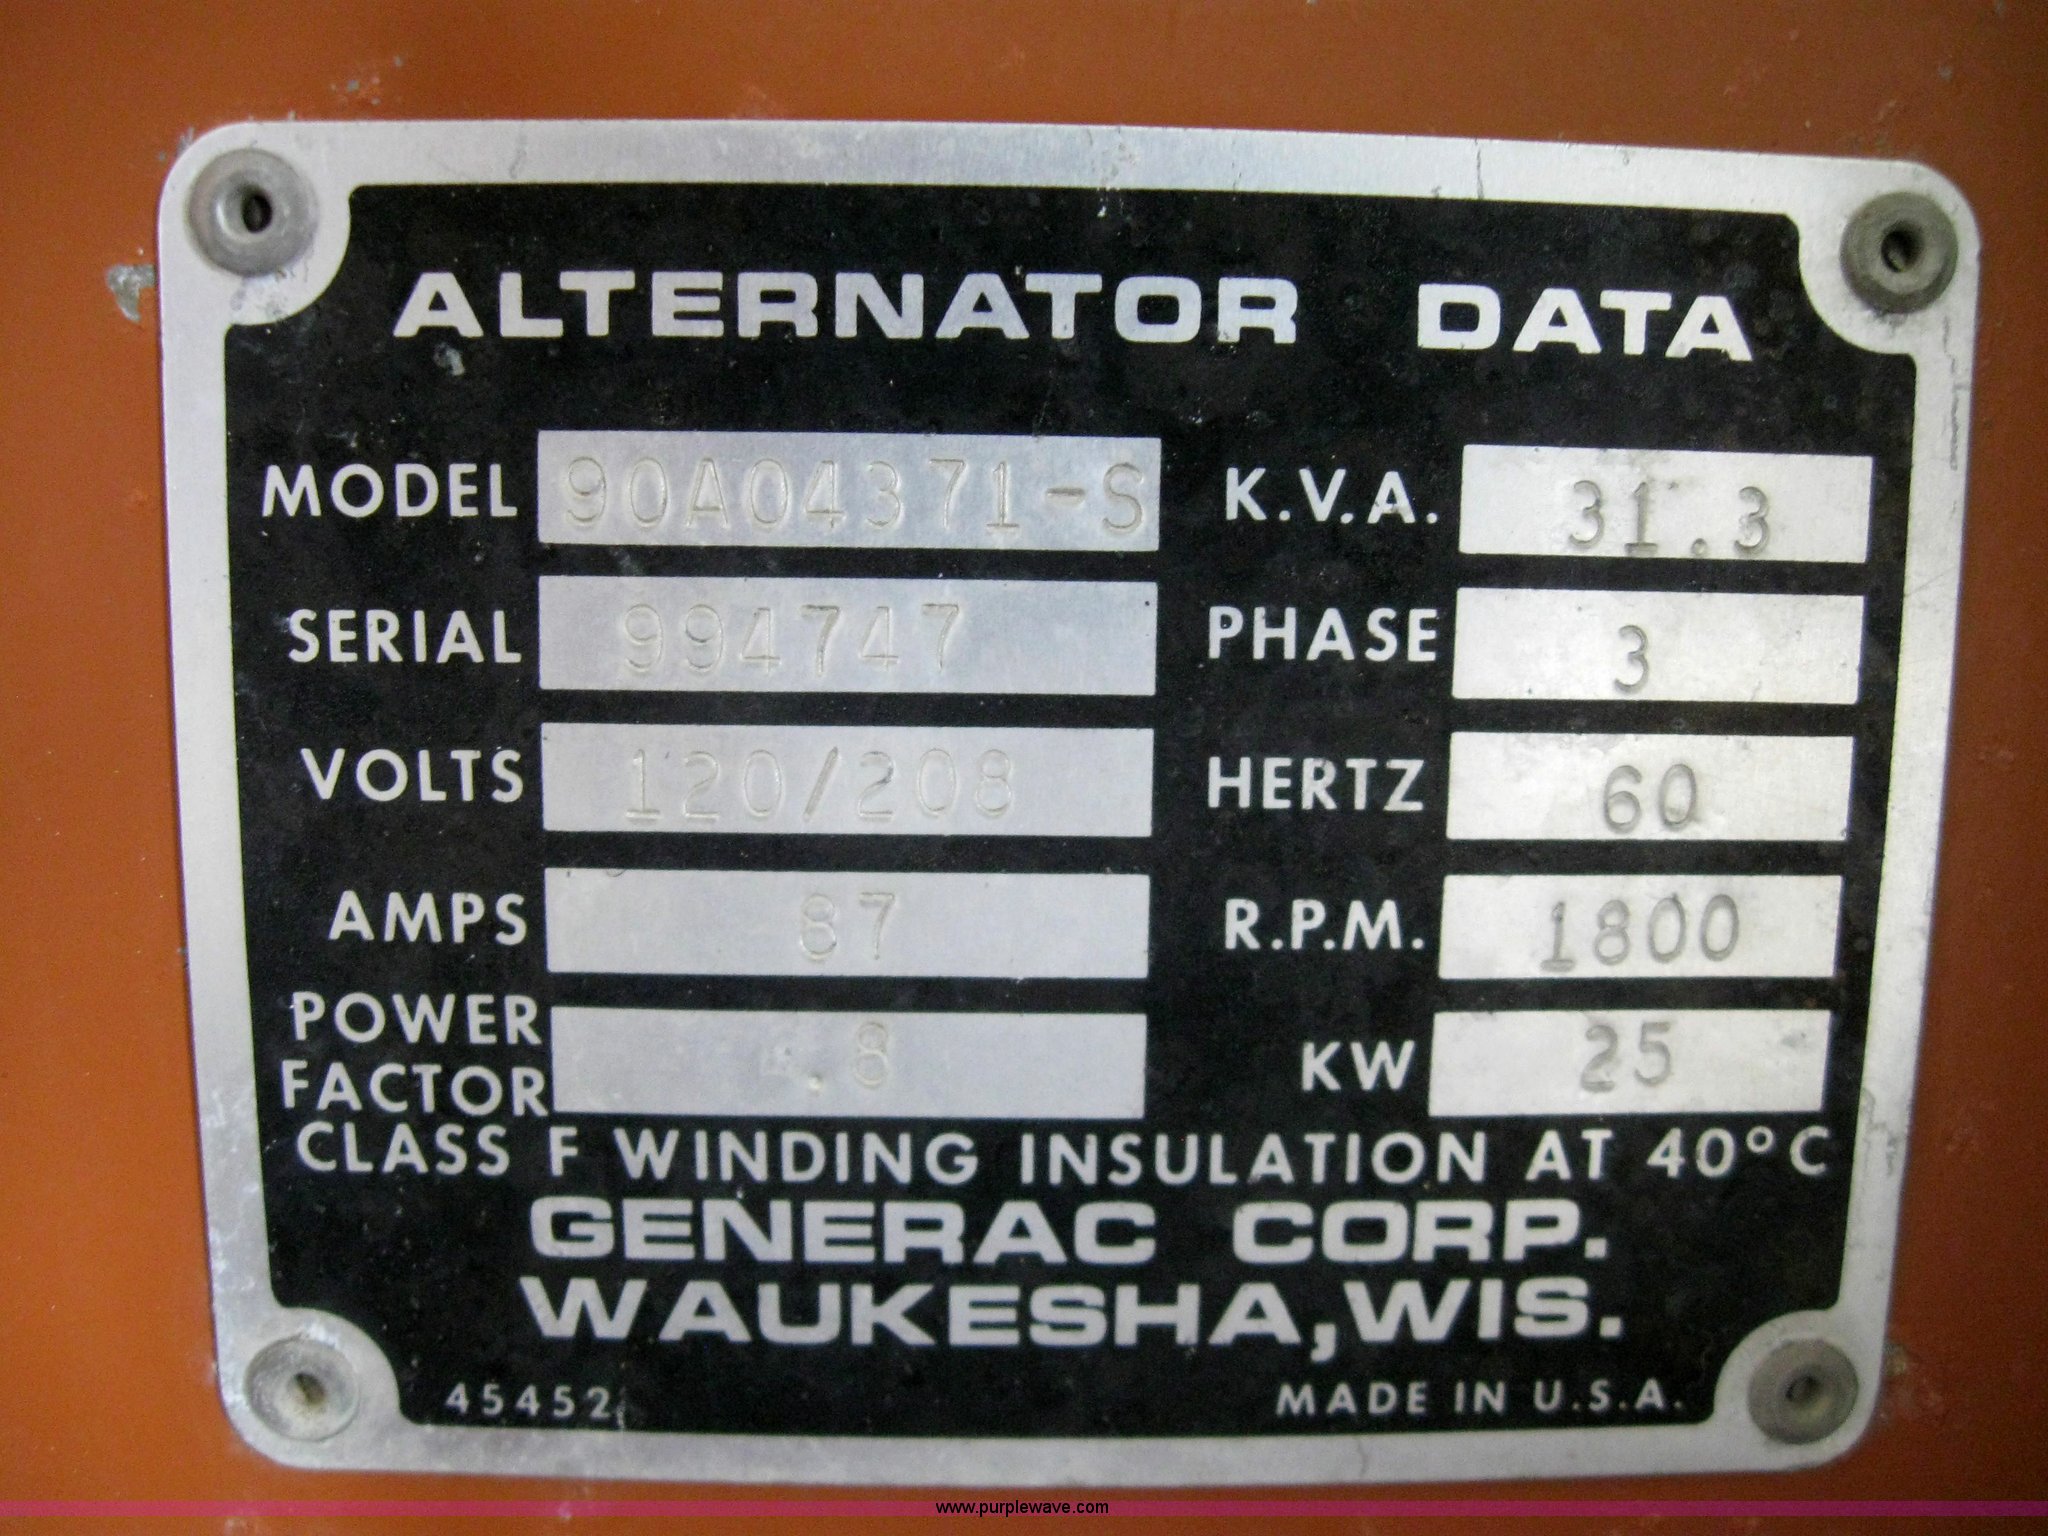 ALTERNATOR DATA
MODEL 90A04371-S K.V.A. 31.3
SERIAL 994747 PHASE 3
VOLTS 120/208 HERTZ 60
AMPS 87 R.P.M. 1800
POWER
FACTOR .8 KW 25
CLASS F WINDING INSULATION AT 40°C
GENERAC CORP.
WAUKESHA, WIS.
45452 MADE IN U.S.A.
www.purplewave.com